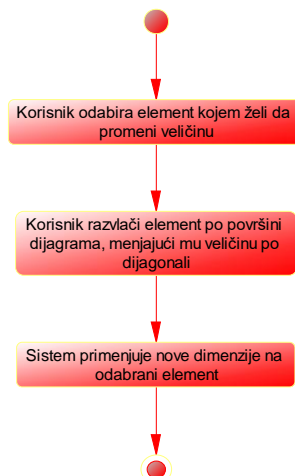 Korisnik odabira element kojem želi da
promeni veličinu
Korisnik razvlači element po površini
dijagrama, menjajući mu veličinu po
dijagonali
Sistem primenjuje nove dimenzije na
odabrani element